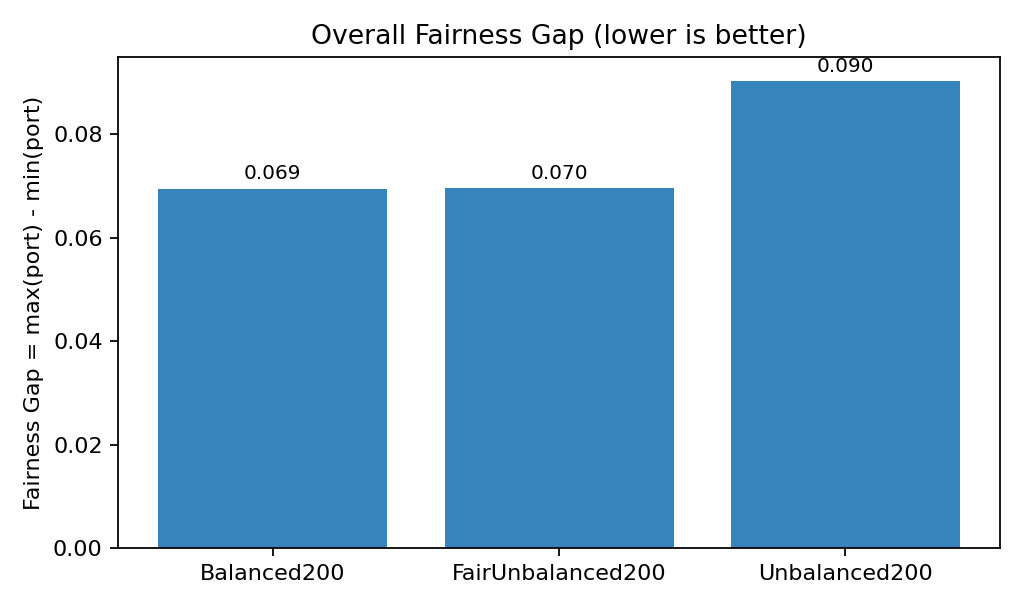 Overall Fairness Gap (lower is better)
Fairness Gap = max(port) - min(port)
0.08
0.06
0.04
0.02
0.00
0.069
0.070
0.090
Balanced200
FairUnbalanced200
Unbalanced200